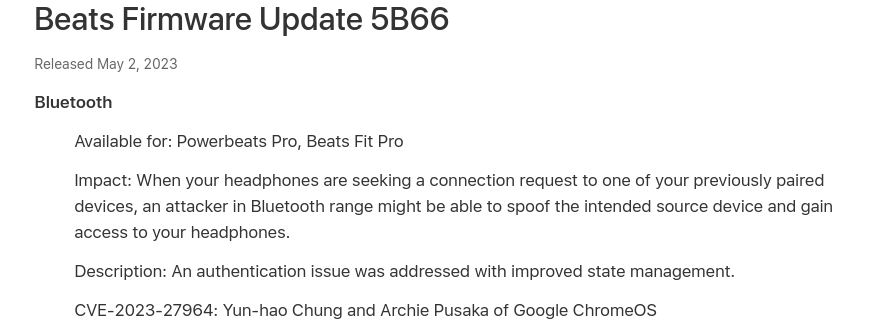 Beats Firmware Update 5B66
Released May 2, 2023
Bluetooth
Available for: Powerbeats Pro, Beats Fit Pro
Impact: When your headphones are seeking a connection request to one of your previously paired
devices, an attacker in Bluetooth range might be able to spoof the intended source device and gain
access to your headphones.
Description: An authentication issue was addressed with improved state management.
CVE-2023-27964: Yun-hao Chung and Archie Pusaka of Google ChromeOS